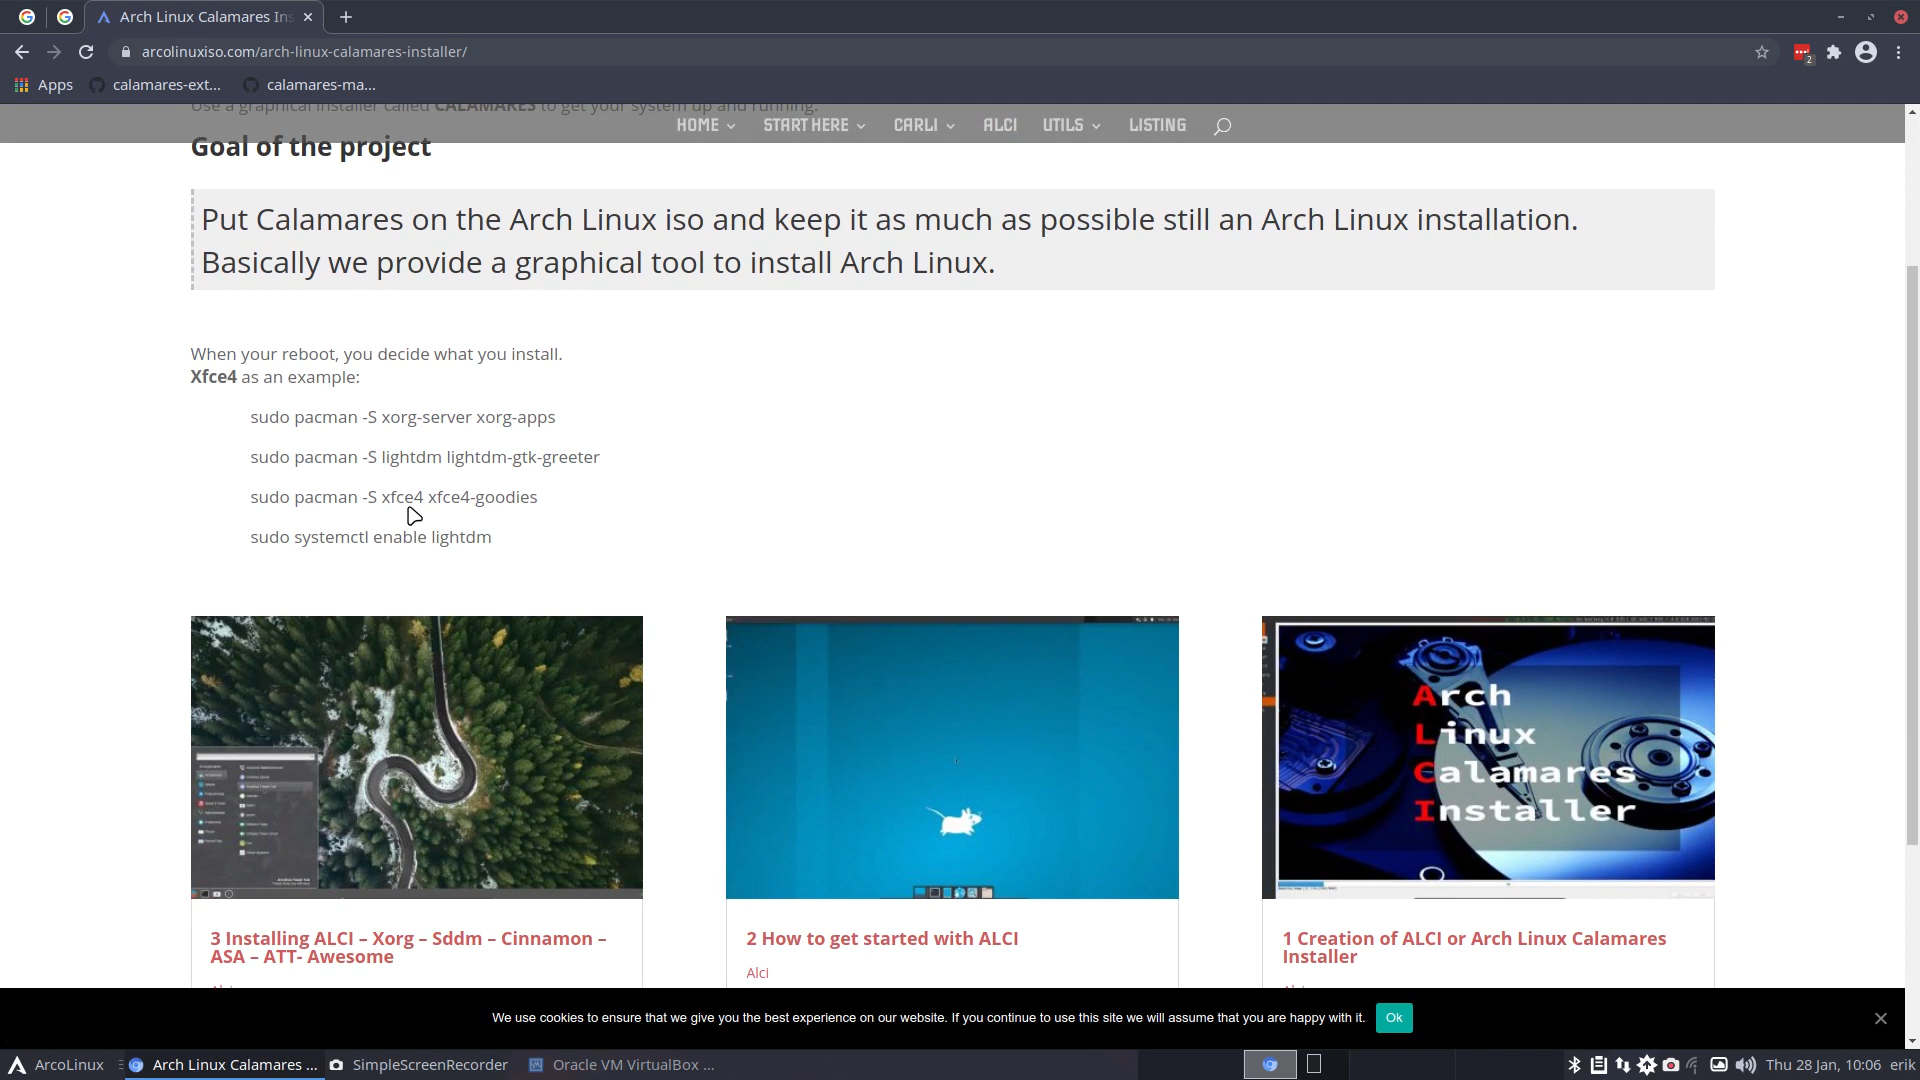 Arch Linux Calamares Ins
arcolinuxiso.com/arch-linux-calamares-installer/
2
Apps
calamares-ext...
calamares-ma...
Use a graphical installer called CALAMARES to get your system up and running.
HOME
START HERE
CARLI
ALCI
UTILS
LISTING
Goal of the project
Put Calamares on the Arch Linux iso and keep it as much as possible still an Arch Linux installation.
Basically we provide a graphical tool to install Arch Linux.
When your reboot, you decide what you install.
Xfce4 as an example:
sudo pacman -S xorg-server xorg-apps
sudo pacman -S lightdm lightdm-gtk-greeter
sudo pacman -S xfce4 xfce4-goodies
sudo systemctl enable lightdm
Arch
Linux
Calamares
Installer
3 Installing ALCI – Xorg – Sddm – Cinnamon –
ASA – ATT- Awesome
2 How to get started with ALCI
Alci
1 Creation of ALCI or Arch Linux Calamares
Installer
We use cookies to ensure that we give you the best experience on our website. If you continue to use this site we will assume that you are happy with it.
Ok
ArcoLinux
Arch Linux Calamares ...
SimpleScreenRecorder
Oracle VM VirtualBox ...
Thu 28 Jan, 10:06
erik